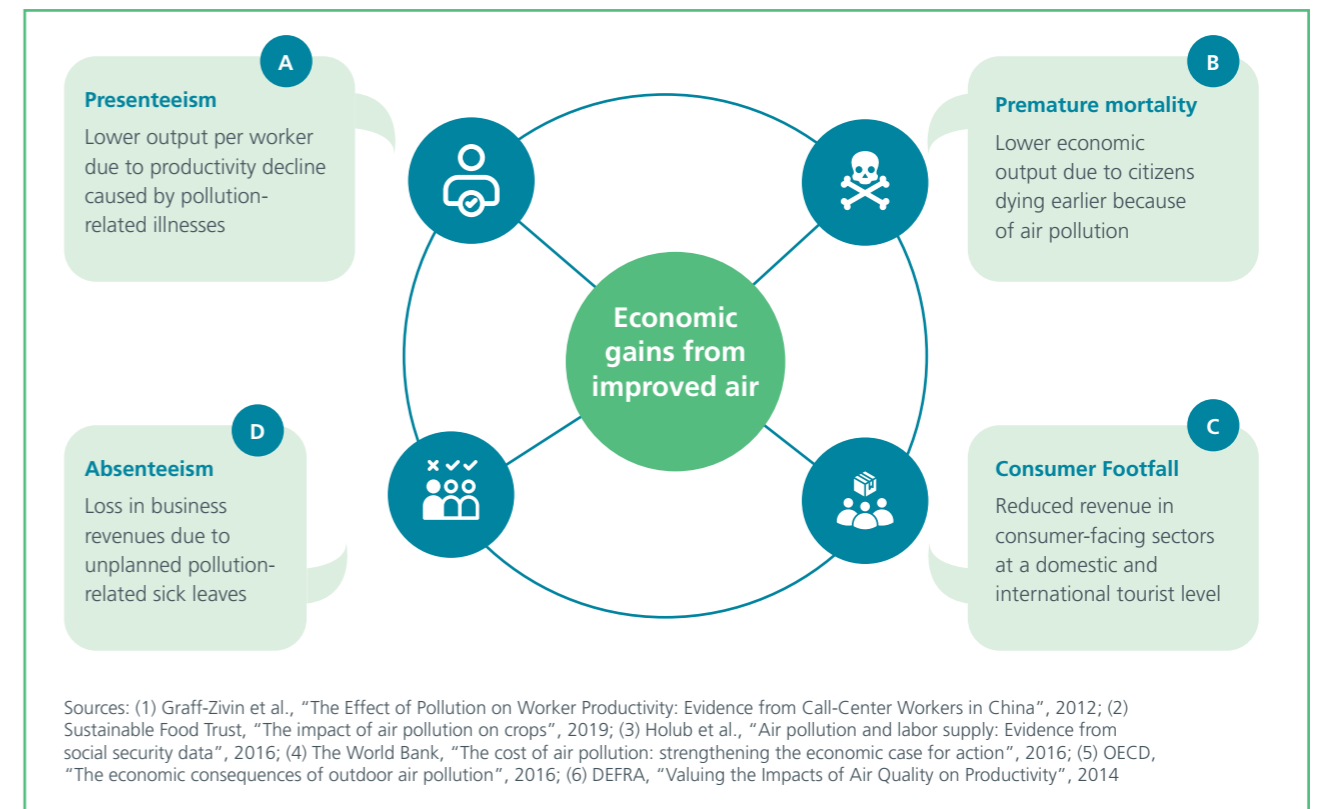 A
Presenteeism
Lower output per worker
due to productivity decline
caused by pollution-
related illnesses
B
Premature mortality
Lower economic
output due to citizens
dying earlier because
of air pollution
Economic
gains from
improved air
D
Absenteeism
Loss in business
revenues due to
unplanned pollution-
related sick leaves
C
Consumer Footfall
Reduced revenue in
consumer-facing sectors
at a domestic and
international tourist level
Sources: (1) Graff-Zivin et al., “The Effect of Pollution on Worker Productivity: Evidence from Call-Center Workers in China”, 2012; (2)
Sustainable Food Trust, “The impact of air pollution on crops”, 2019; (3) Holub et al., “Air pollution and labor supply: Evidence from
social security data”, 2016; (4) The World Bank, “The cost of air pollution: strengthening the economic case for action”, 2016; (5) OECD,
“The economic consequences of outdoor air pollution”, 2016; (6) DEFRA, “Valuing the Impacts of Air Quality on Productivity”, 2014